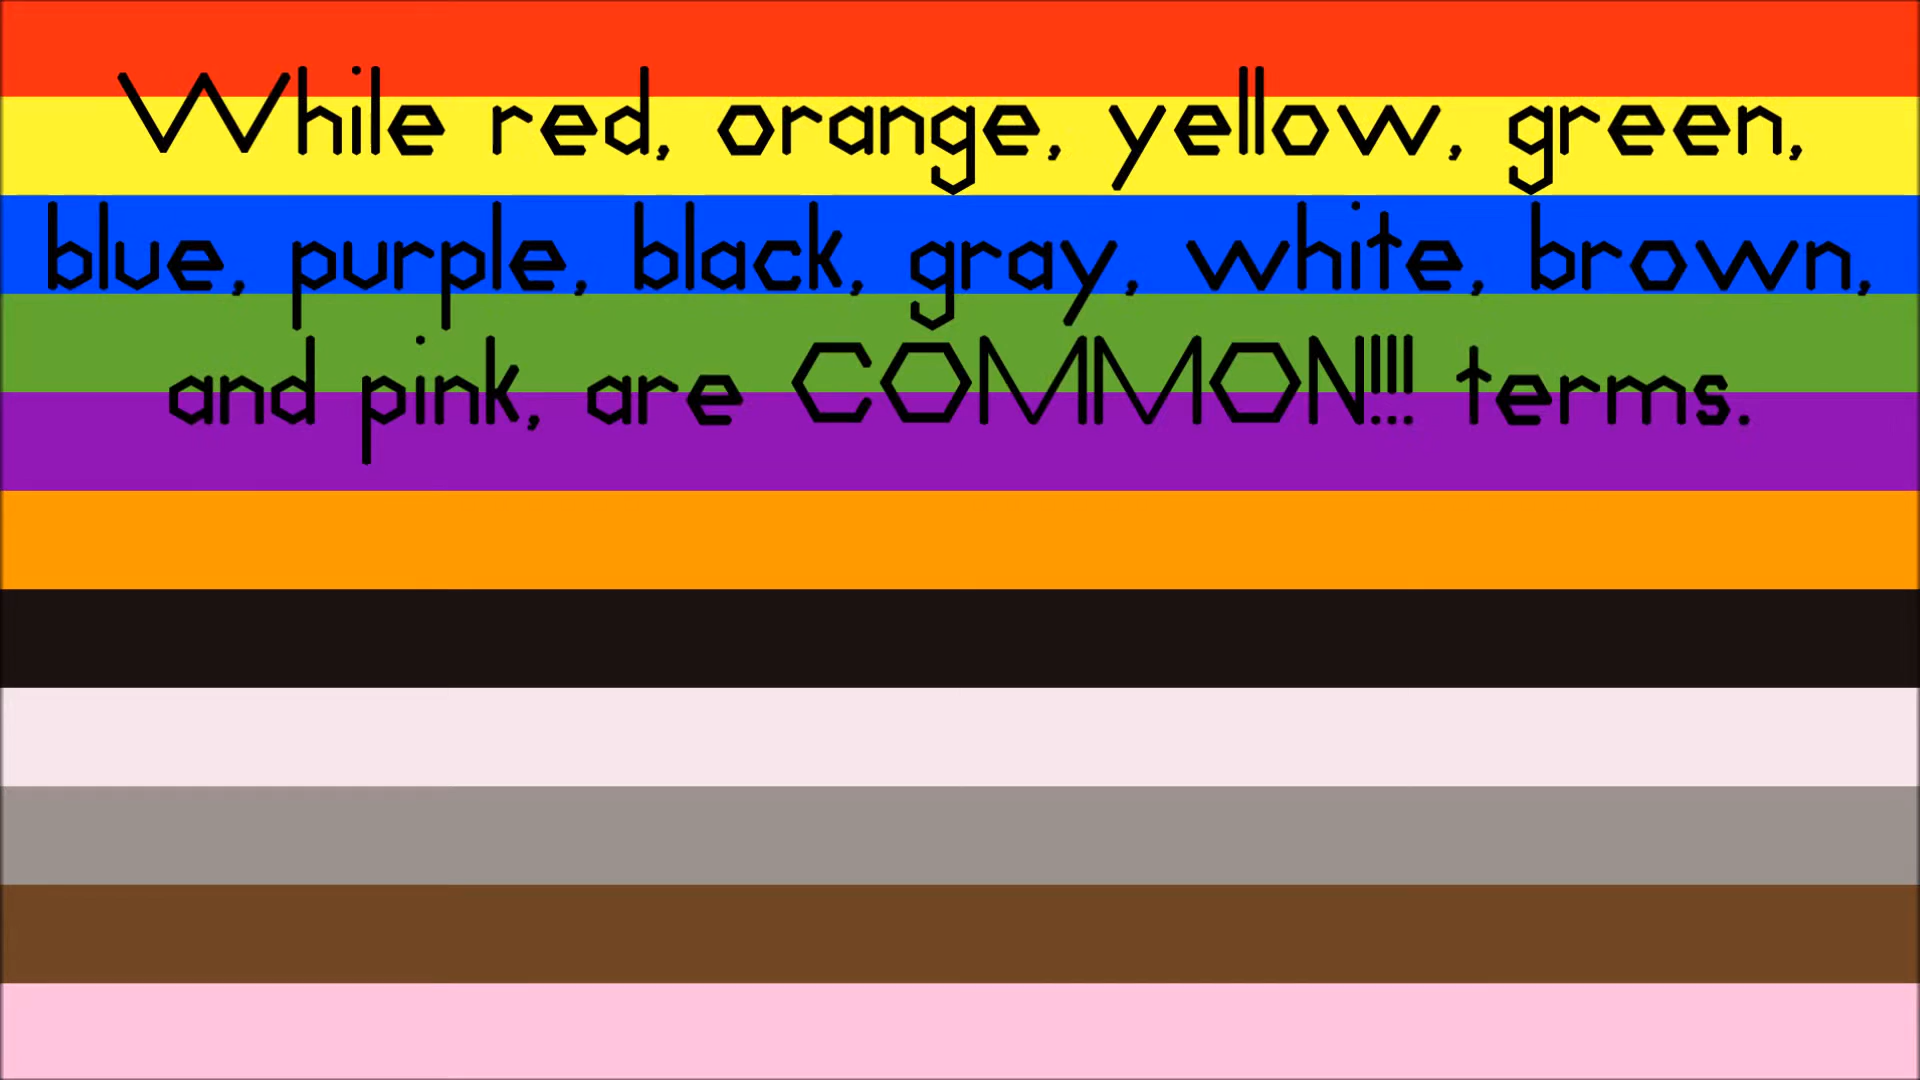 While red, orange, yellow, green,
blue, purple, black, gray, white, brown,
and pink, are COMMON!!! terms.